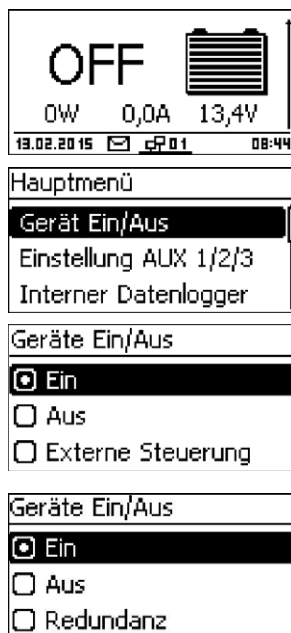 OFF
0W 0,0A 13,4V
13.02.2015 01 08:44
Hauptmenü
Gerät Ein/Aus
Einstellung AUX 1/2/3
Interner Datenlogger
Geräte Ein/Aus
Ein
Aus
Externe Steuerung
Geräte Ein/Aus
Ein
Aus
Redundanz